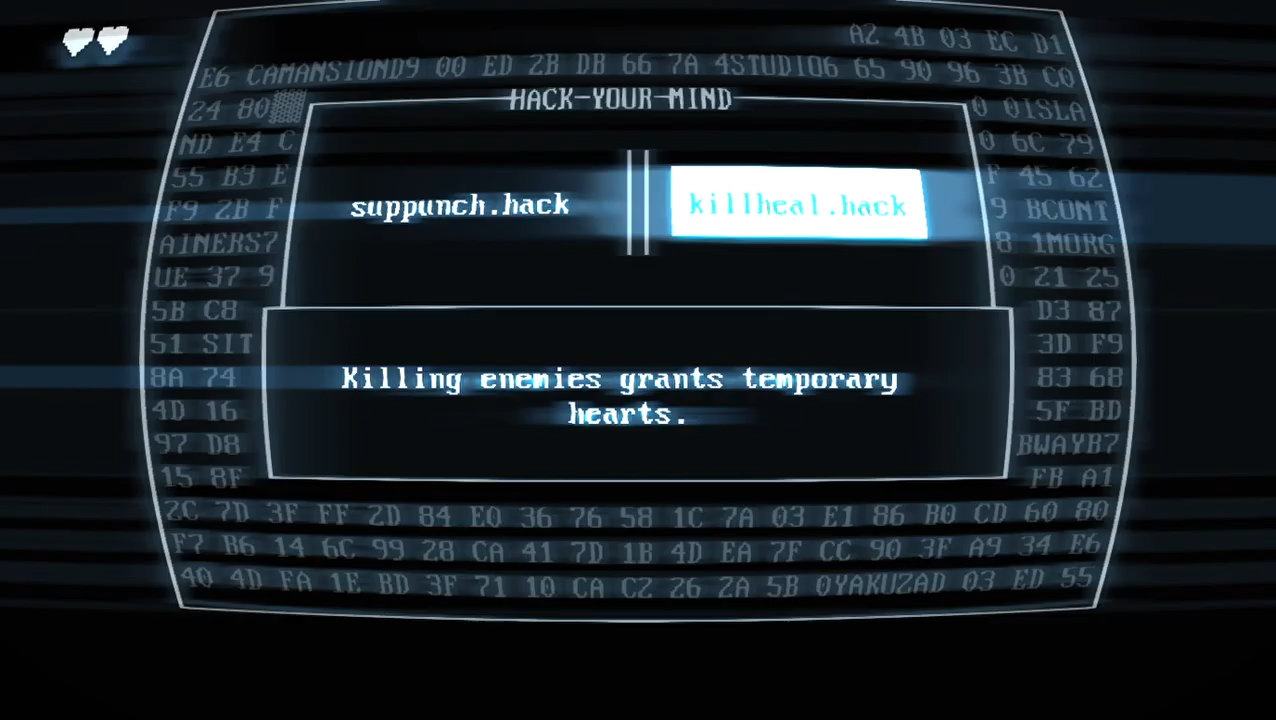 A2 4B 03 EC D1
E6 CAMANSIOND9 00 ED 2B DB 66 7A 4STUDIO6 65 90 96 3B C0
24 80 HACK-YOUR-MIND 0 0ISLA
ND E4 C 0 6C 79
55 B3 E F 45 62
F9 2B F suppunch.hack killheal.hack 9 BCONT
AINERS7 8 1MORG
UE 37 9 0 21 25
5B C8 D3 87
51 SIT 3D F9
8A 74 Killing enemies grants temporary 83 68
4D 16 hearts. 5F BD
97 D8 BWAYB7
15 8F FB A1
2C 7D 3F FF 2D 84 E0 36 76 58 1C 7A 03 E1 86 B0 CD 60 80
F7 B6 14 6C 99 28 CA 41 7D 1B 4D EA 7F CC 90 3F A9 34 E6
40 4D FA 1E BD 3F 71 10 CA C2 26 2A 5B 0YAKUZAD 03 ED 55